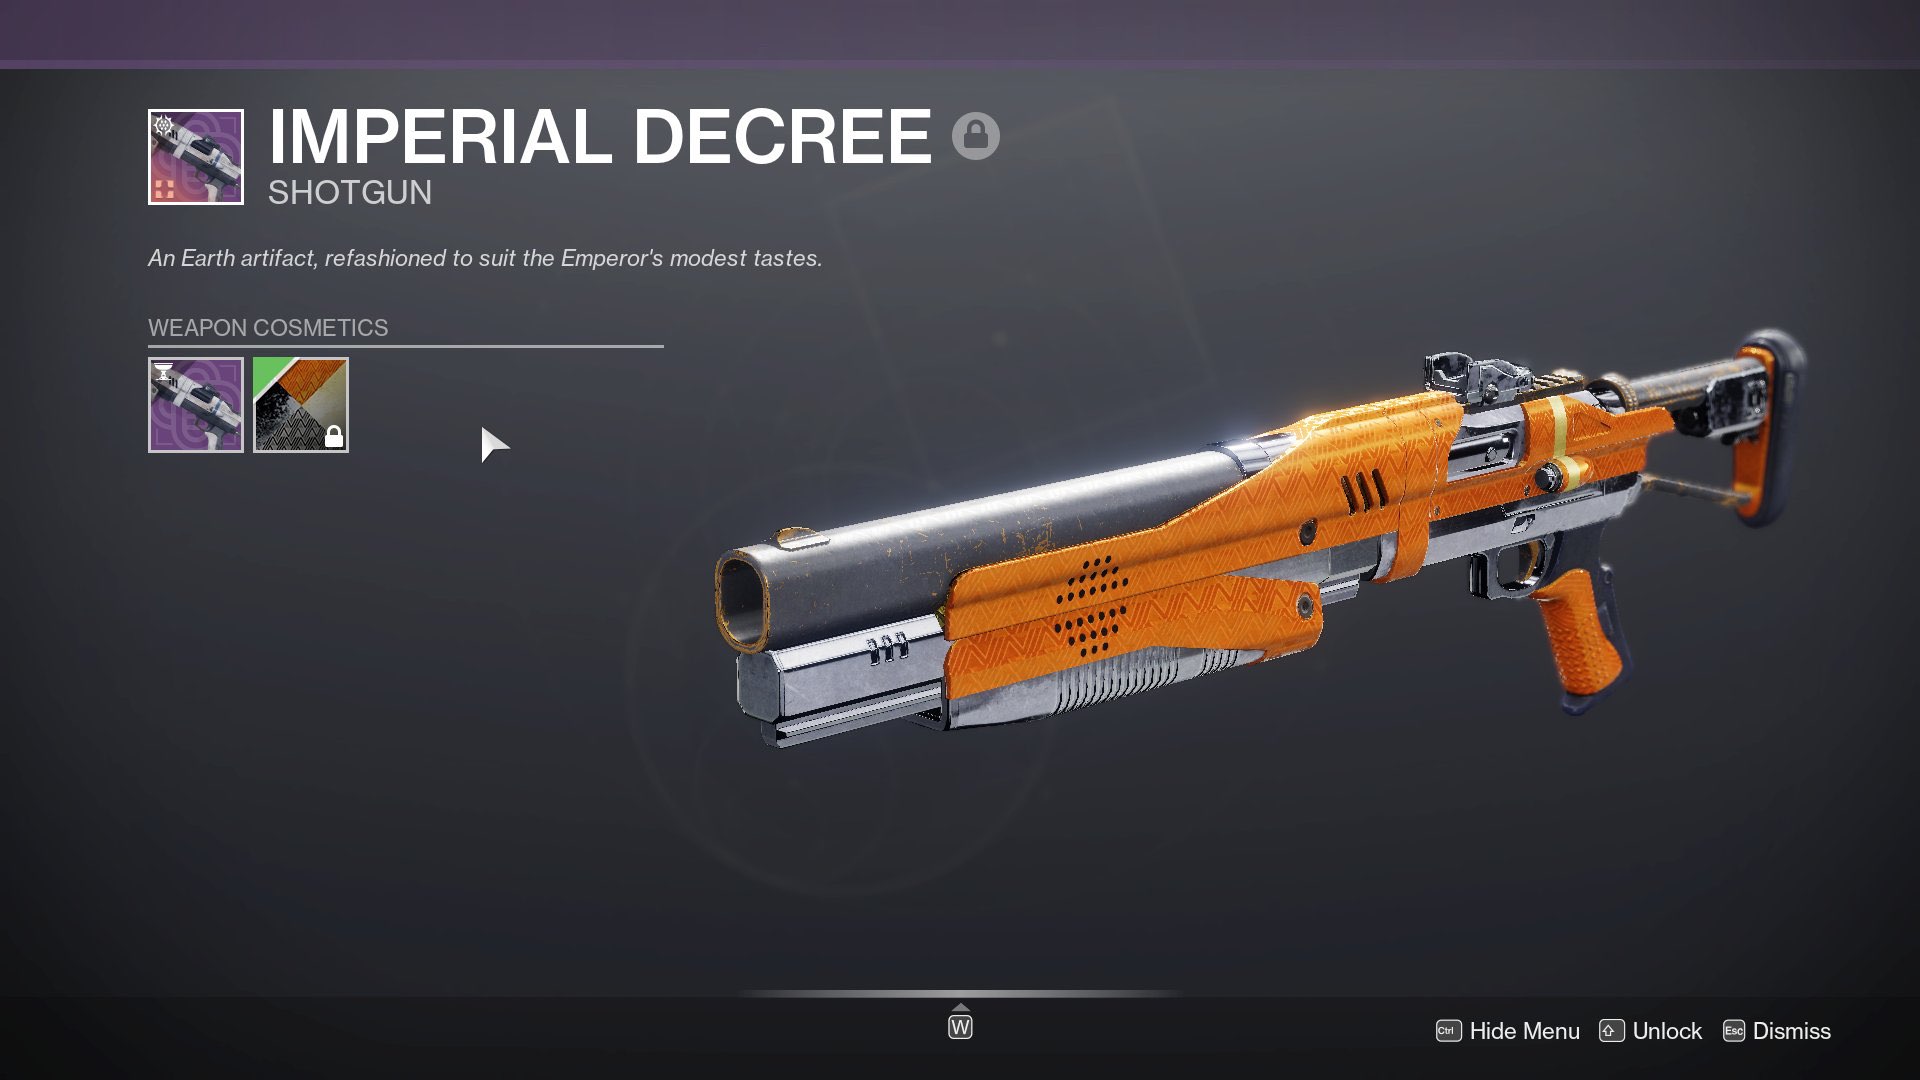 IMPERIAL DECREE
SHOTGUN
An Earth artifact, refashioned to suit the Emperor's modest tastes.
WEAPON COSMETICS
W
Ctrl Hide Menu Unlock Esc Dismiss